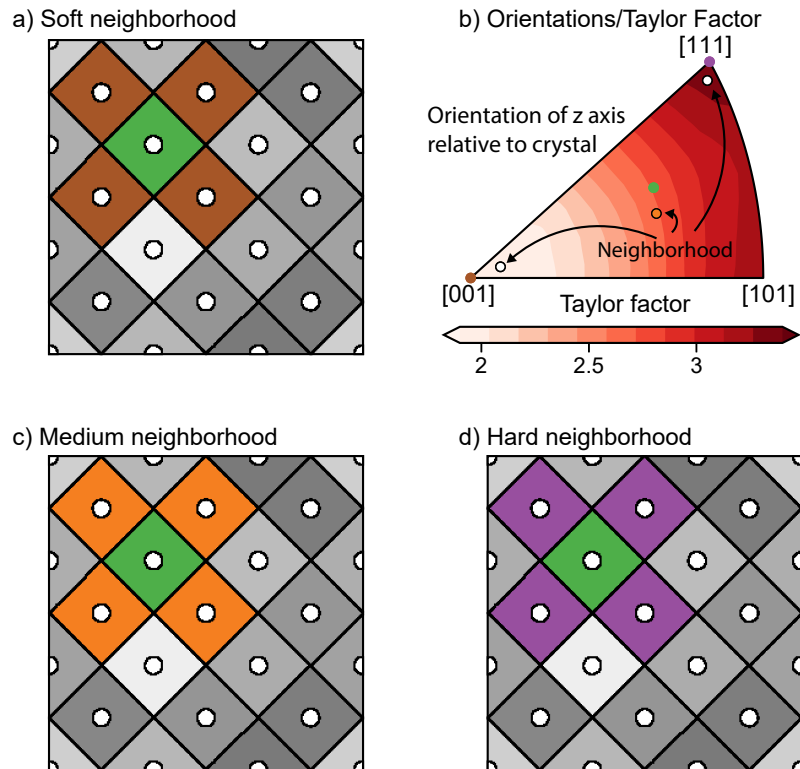 a) Soft neighborhood
b) Orientations/Taylor Factor
[111]
Orientation of z axis
relative to crystal
Neighborhood
[001]
[101]
Taylor factor
2
2.5
3
c) Medium neighborhood
d) Hard neighborhood